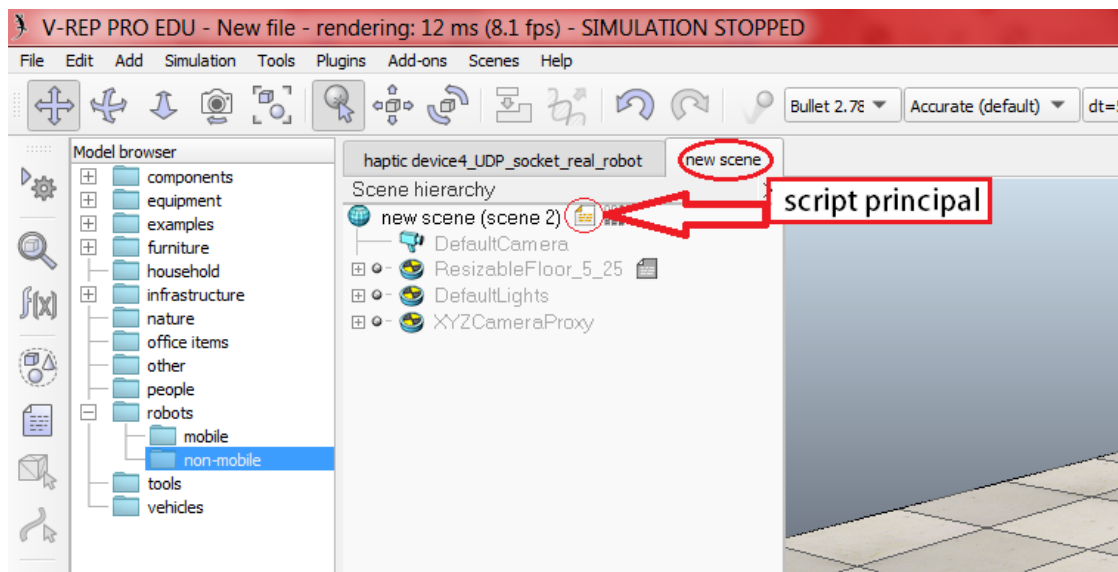 V-REP PRO EDU - New file - rendering: 12 ms (8.1 fps) - SIMULATION STOPPED
File Edit Add Simulation Tools Plugins Add-ons Scenes Help
Bullet 2.78 Accurate (default) dt=
Model browser
components
equipment
examples
furniture
household
infrastructure
nature
office items
other
people
robots
mobile
non-mobile
tools
vehicles
f(x)
haptic device4_UDP_socket_real_robot new scene
Scene hierarchy
new scene (scene 2)
script principal
DefaultCamera
ResizableFloor_5_25
DefaultLights
XYZCameraProxy